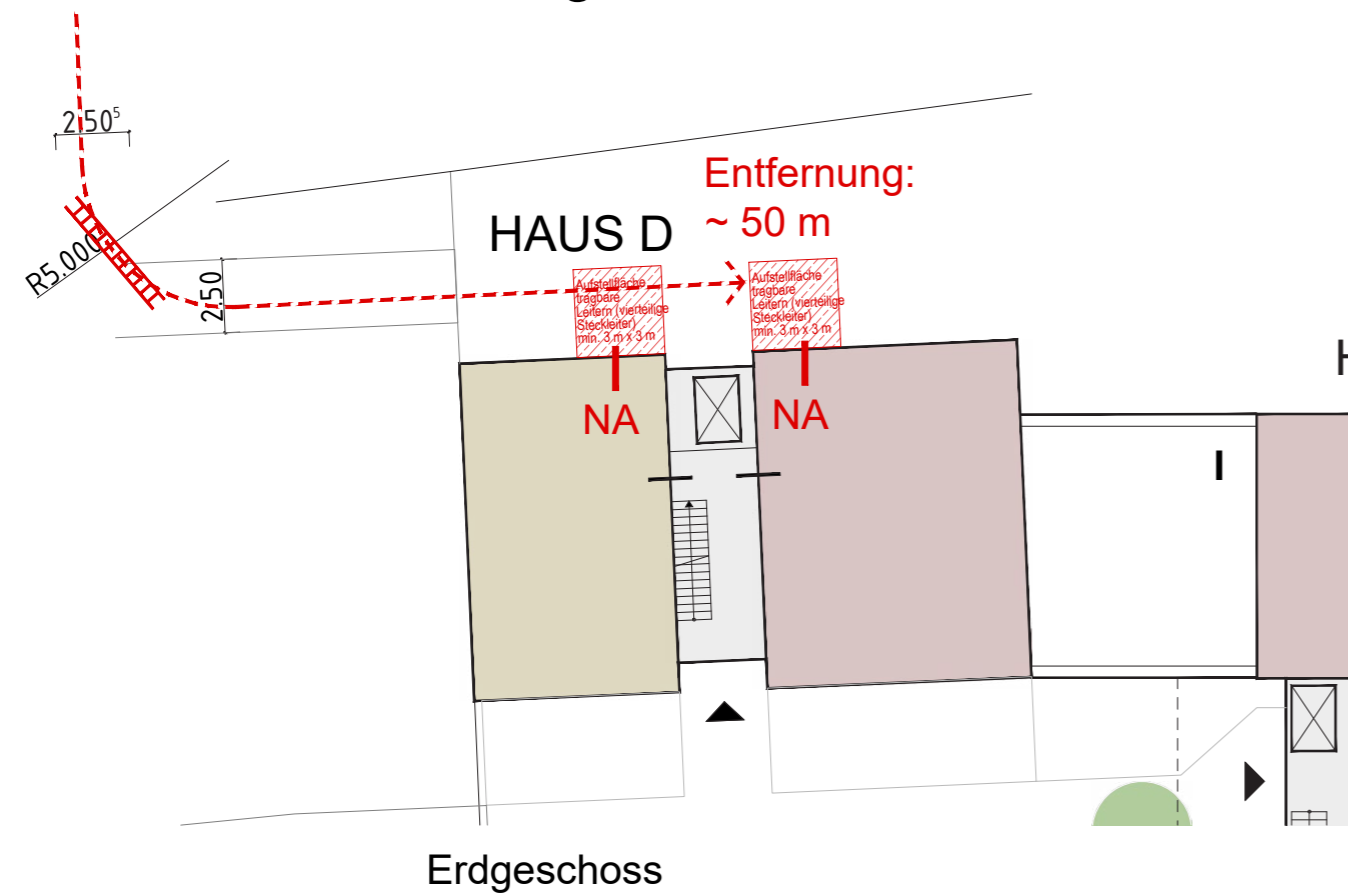 2,50⁵
R5.000
2,50
HAUS D
Entfernung:
~ 50 m
Aufstellfläche
tragbare
Leitern (vierteilige
Steckleiter)
min. 3 m x 3 m
Aufstellfläche
tragbare
Leitern (vierteilige
Steckleiter)
min. 3 m x 3 m
NA
NA
I
Erdgeschoss